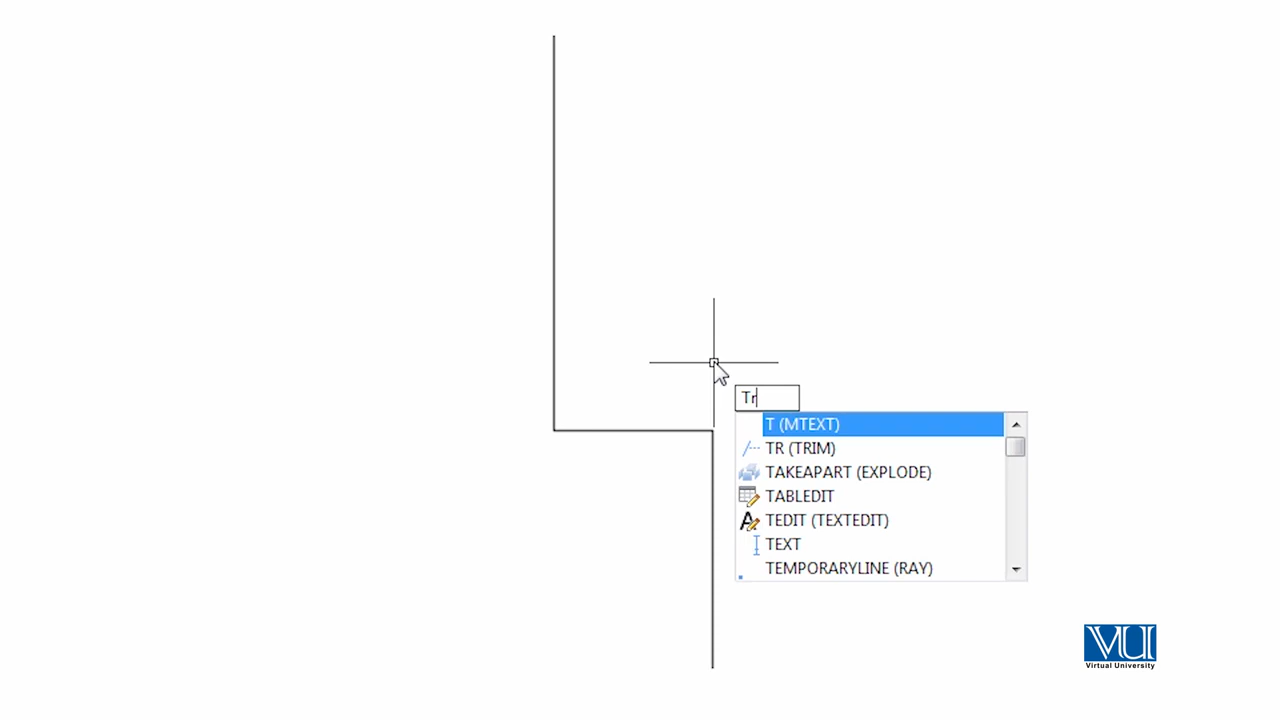 Tr
T (MTEXT)
TR (TRIM)
TAKEAPART (EXPLODE)
TABLEDIT
TEDIT (TEXTEDIT)
TEXT
TEMPORARYLINE (RAY)
VU
Virtual University